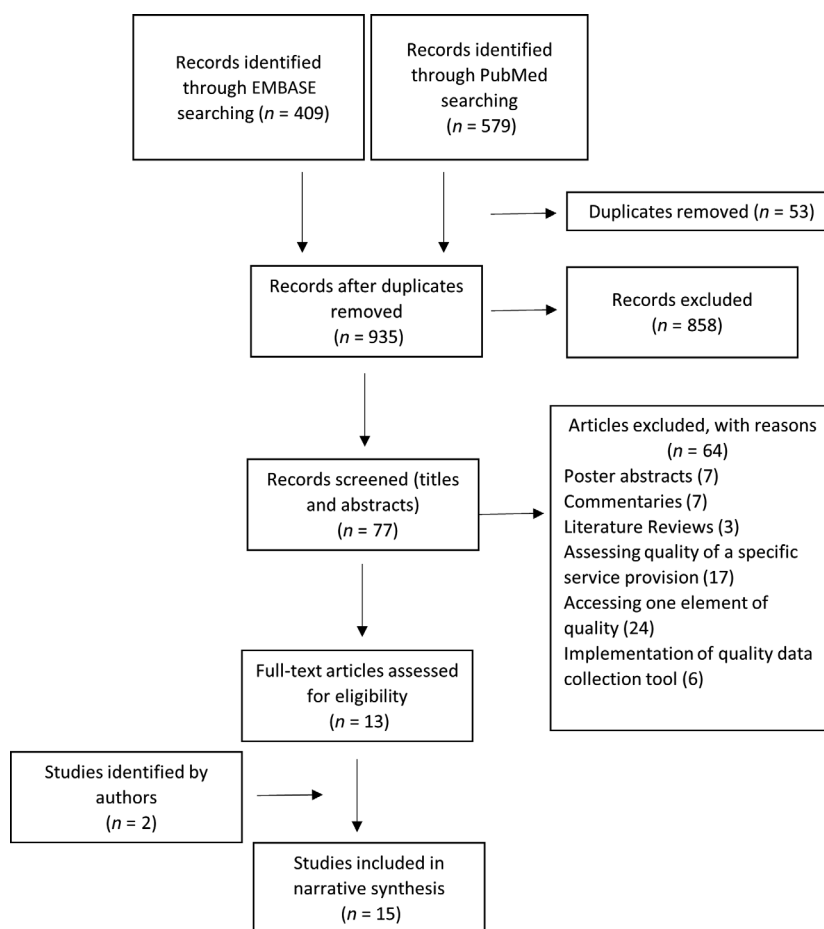 Records identified
through EMBASE
searching (n = 409)
Records identified
through PubMed
searching
(n = 579)
Duplicates removed (n = 53)
Records after duplicates
removed
(n = 935)
Records excluded
(n = 858)
Records screened (titles
and abstracts)
n = 77)
Articles excluded, with reasons
(n = 64)
Poster abstracts (7)
Commentaries (7)
Literature Reviews (3)
Assessing quality of a specific
service provision (17)
Accessing one element of
quality (24)
Implementation of quality data
collection tool (6)
Full-text articles assessed
for eligibility
(n = 13)
Studies identified by
authors
(n = 2)
Studies included in
narrative synthesis
(n = 15)